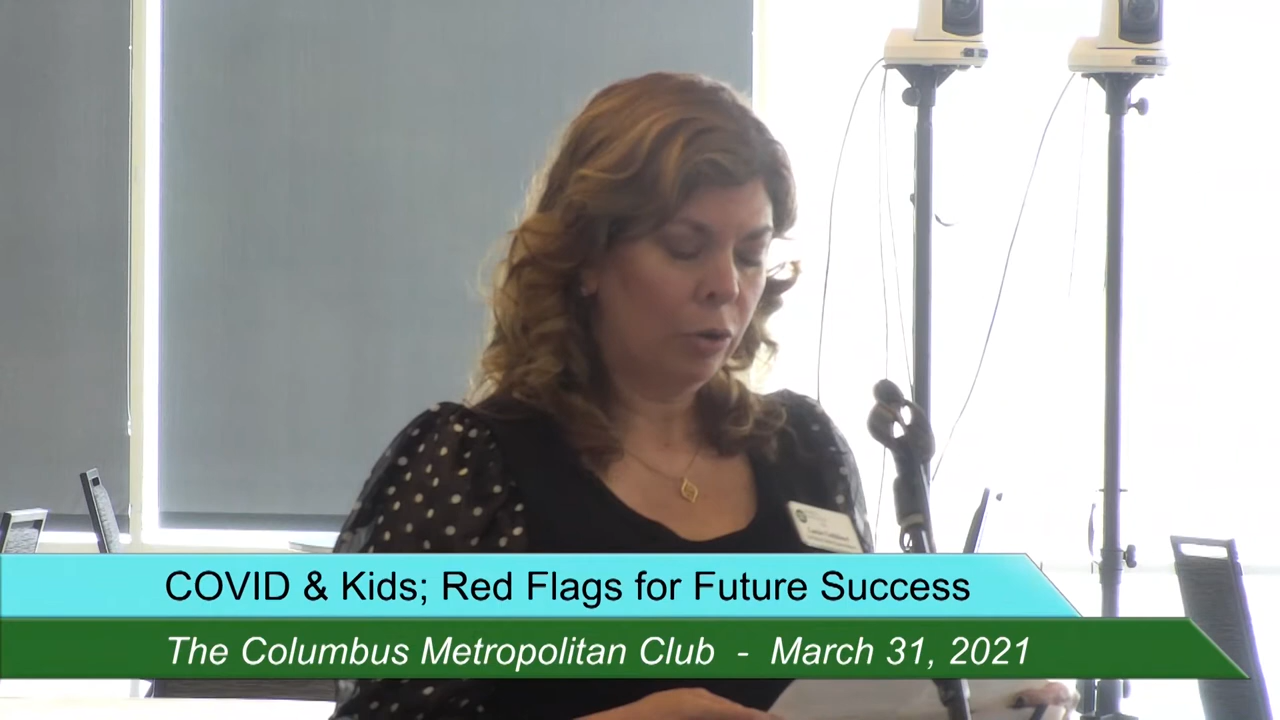 COVID & Kids; Red Flags for Future Success
The Columbus Metropolitan Club - March 31, 2021